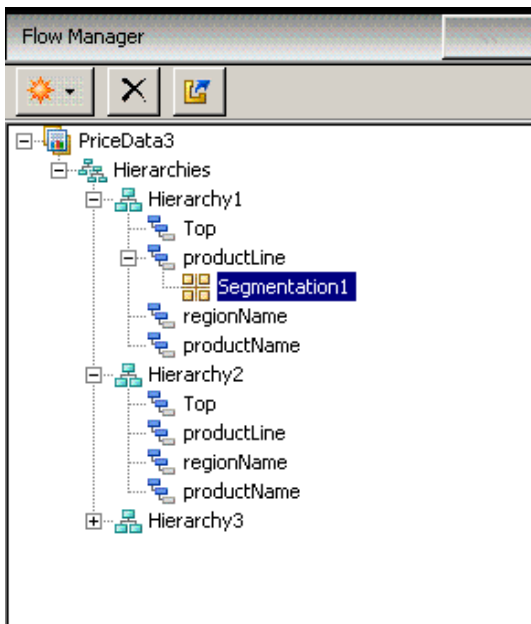 Flow Manager
PriceData3
Hierarchies
Hierarchy1
Top
productLine
Segmentation1
regionName
productName
Hierarchy2
Top
productLine
regionName
productName
Hierarchy3